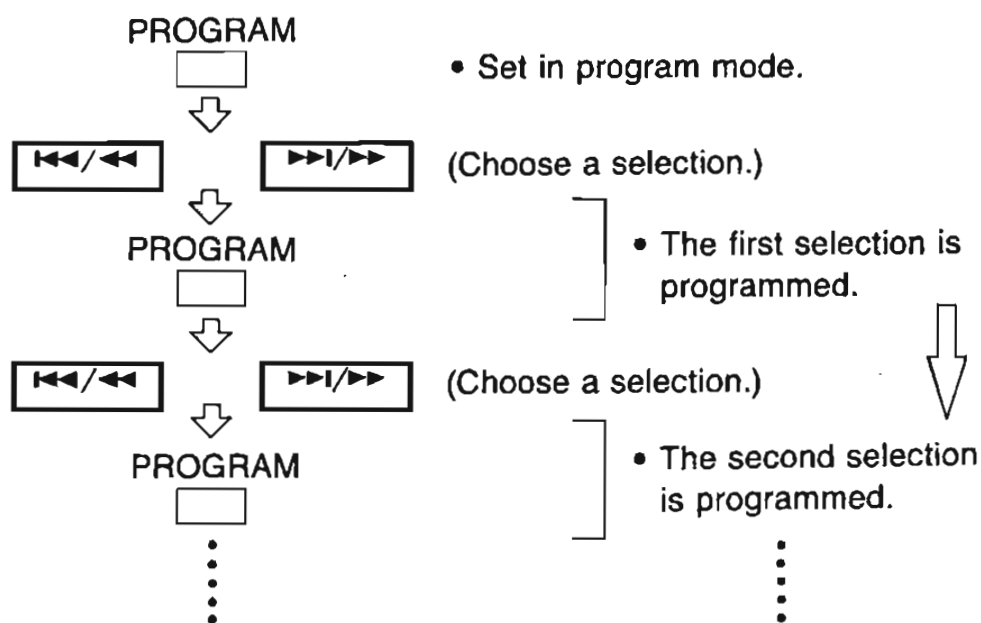 PROGRAM
• Set in program mode.
⏮/⏪ ⏭/⏩ (Choose a selection.)
PROGRAM
• The first selection is
programmed.
⏮/⏪ ⏭/⏩ (Choose a selection.)
PROGRAM
• The second selection
is programmed.